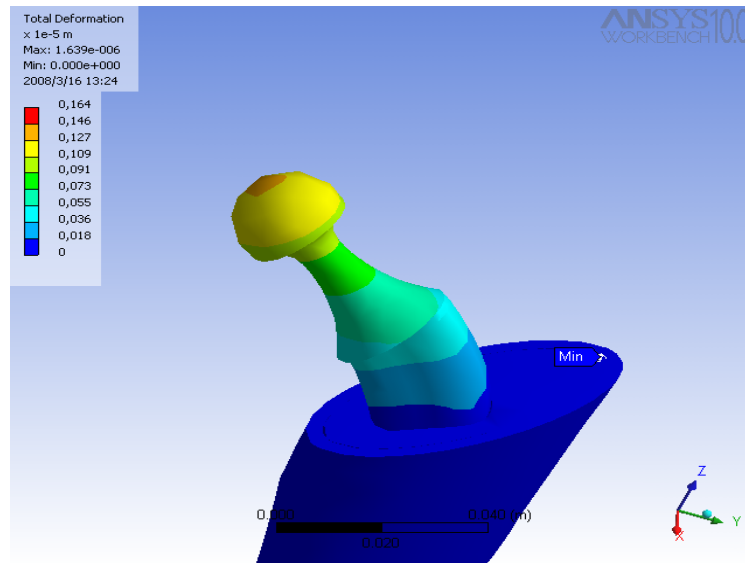 Total Deformation
x 1e-5 m
Max: 1.639e-006
Min: 0.000e+000
2008/3/16 13:24
ANSYS 10.0
WORKBENCH
0,164
0,146
0,127
0,109
0,091
0,073
0,055
0,036
0,018
0
Min
0.000
0.040 (m)
0.020
Z
Y
X